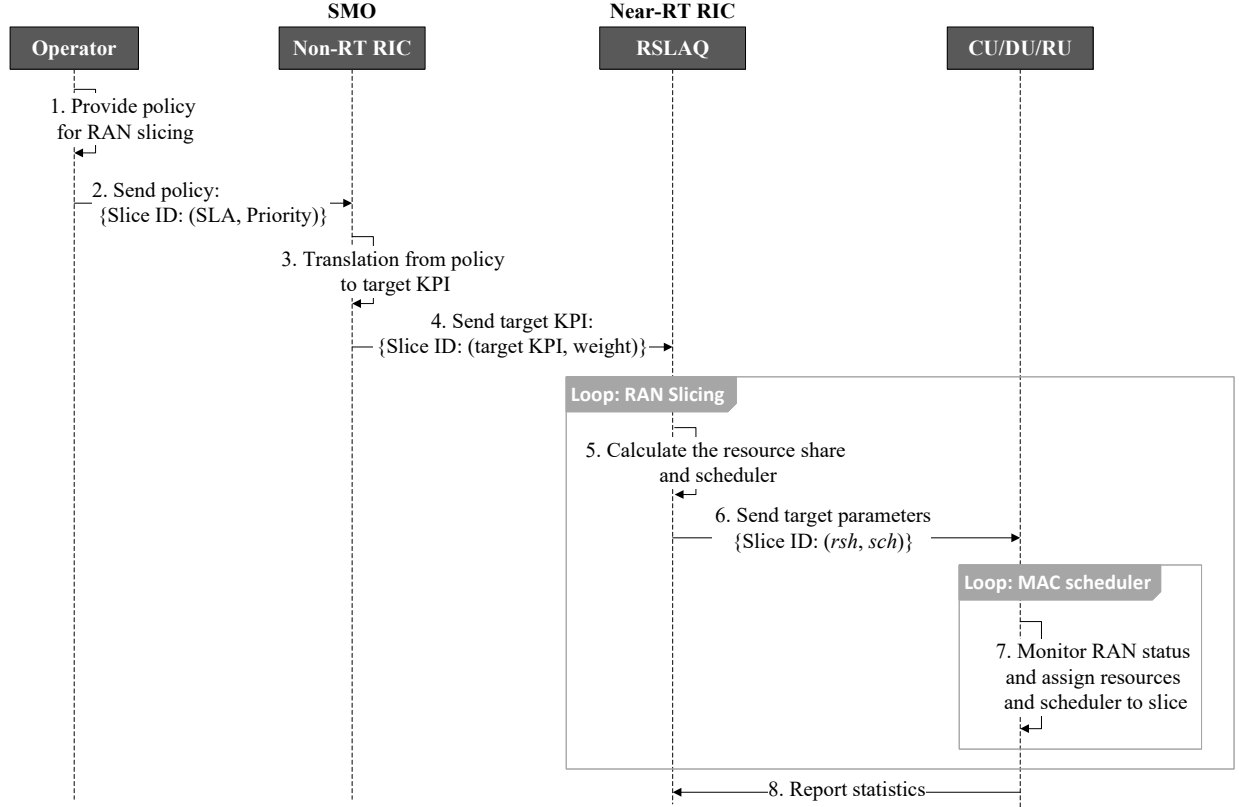 SMO
Near-RT RIC
Operator
Non-RT RIC
RSLAQ
CU/DU/RU
1. Provide policy
for RAN slicing
2. Send policy:
{Slice ID: (SLA, Priority)}
3. Translation from policy
to target KPI
4. Send target KPI:
{Slice ID: (target KPI, weight)}
Loop: RAN Slicing
5. Calculate the resource share
and scheduler
6. Send target parameters
{Slice ID: (rsh, sch)}
Loop: MAC scheduler
7. Monitor RAN status
and assign resources
and scheduler to slice
8. Report statistics